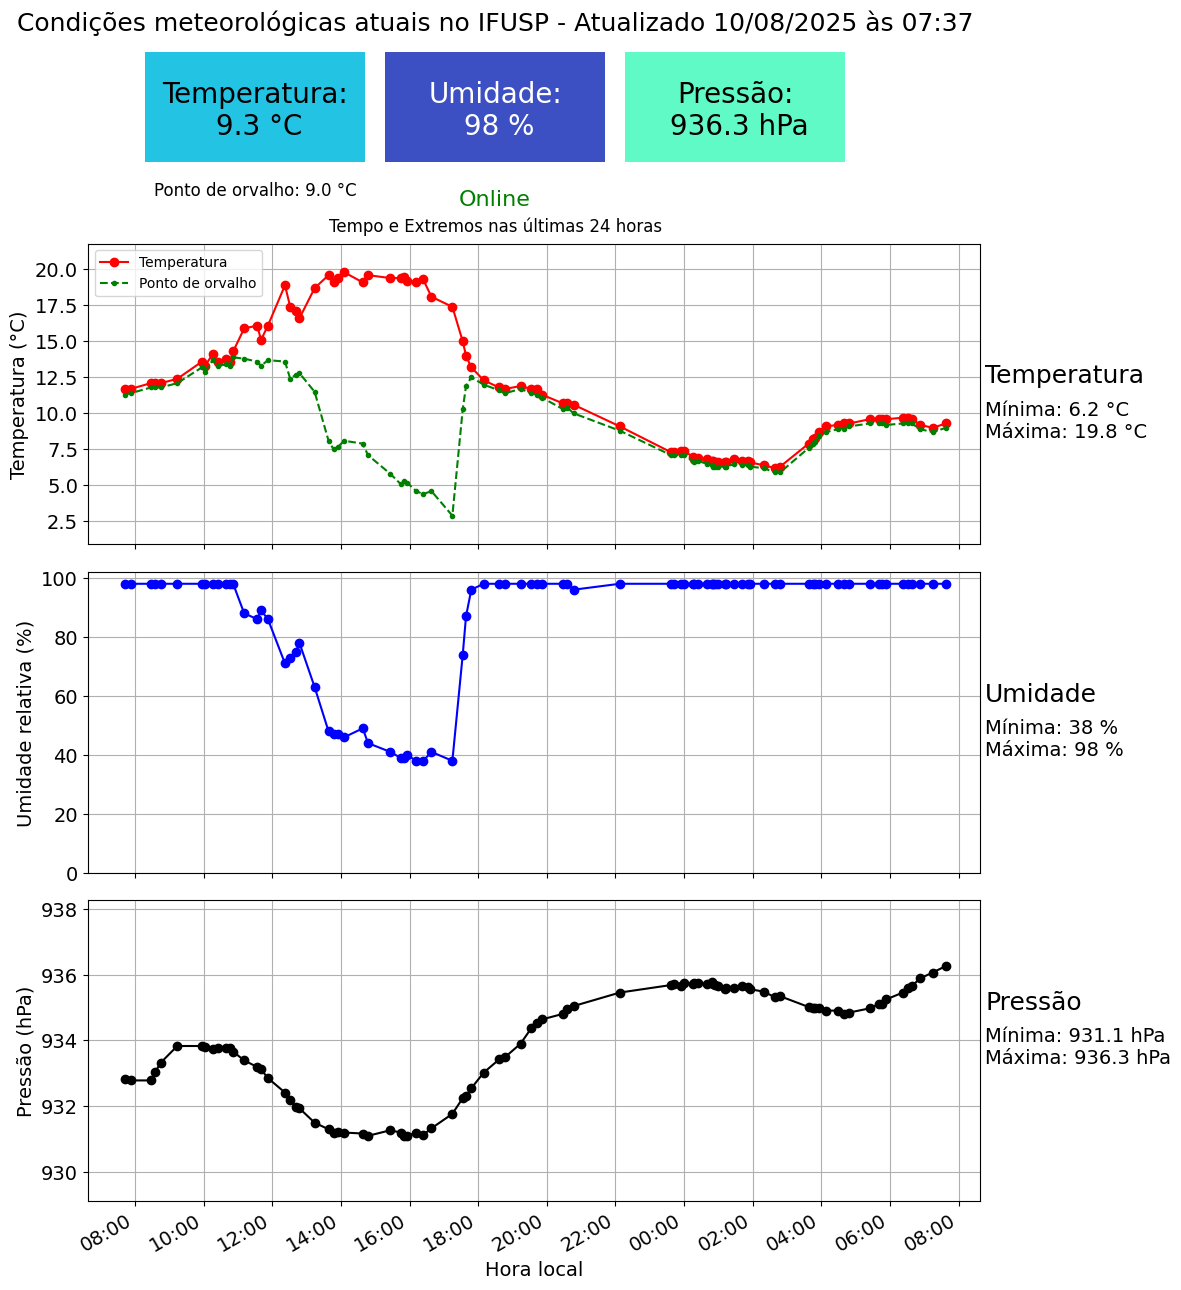 Condições meteorológicas atuais no IFUSP - Atualizado 10/08/2025 às 07:37
Temperatura:
9.3 °C
Umidade:
98 %
Pressão:
936.3 hPa
Ponto de orvalho: 9.0 °C
Online
Tempo e Extremos nas últimas 24 horas
Temperatura
Ponto de orvalho
Temperatura (°C)
20.0
17.5
15.0
12.5
10.0
7.5
5.0
2.5
Temperatura
Mínima: 6.2 °C
Máxima: 19.8 °C
Umidade relativa (%)
100
80
60
40
20
0
Umidade
Mínima: 38 %
Máxima: 98 %
Pressão (hPa)
938
936
934
932
930
Pressão
Mínima: 931.1 hPa
Máxima: 936.3 hPa
08:00
10:00
12:00
14:00
16:00
18:00
20:00
22:00
00:00
02:00
04:00
06:00
08:00
Hora local